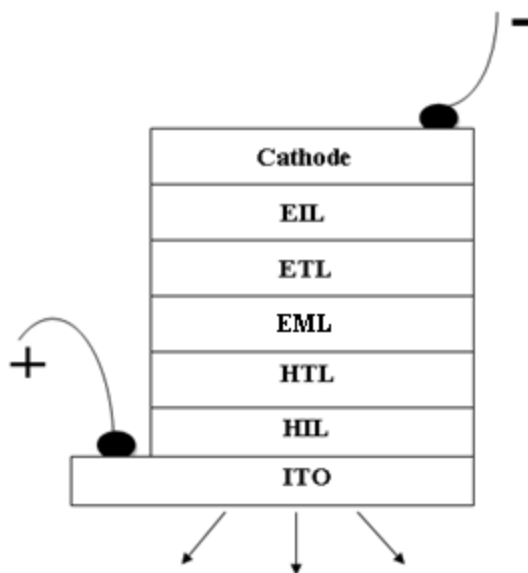 -
Cathode
EIL
ETL
EML
+
HTL
HIL
ITO